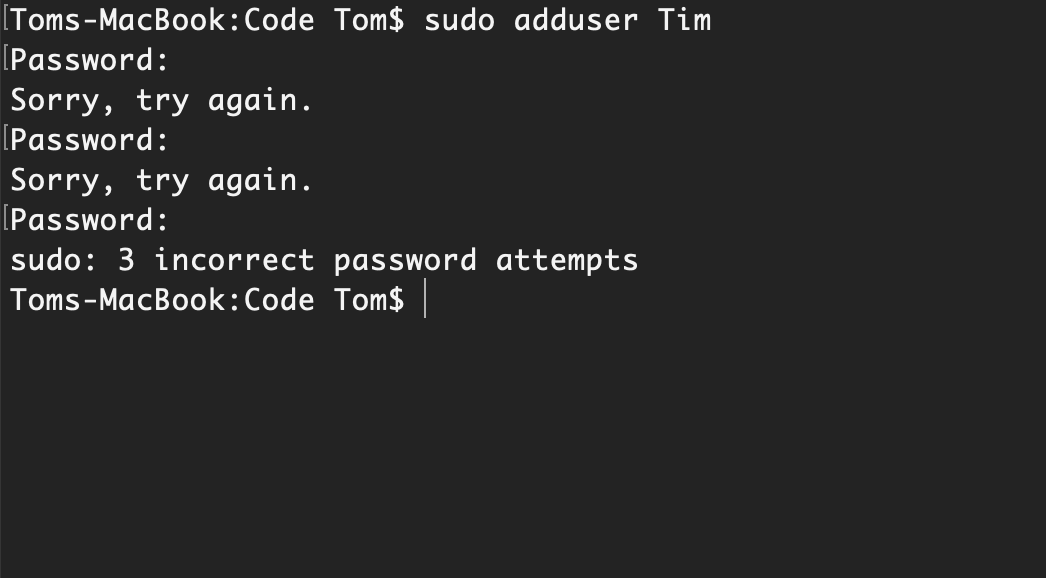 [Toms-MacBook:Code Tom$ sudo adduser Tim
[Password:
Sorry, try again.
[Password:
Sorry, try again.
[Password:
sudo: 3 incorrect password attempts
Toms-MacBook:Code Tom$